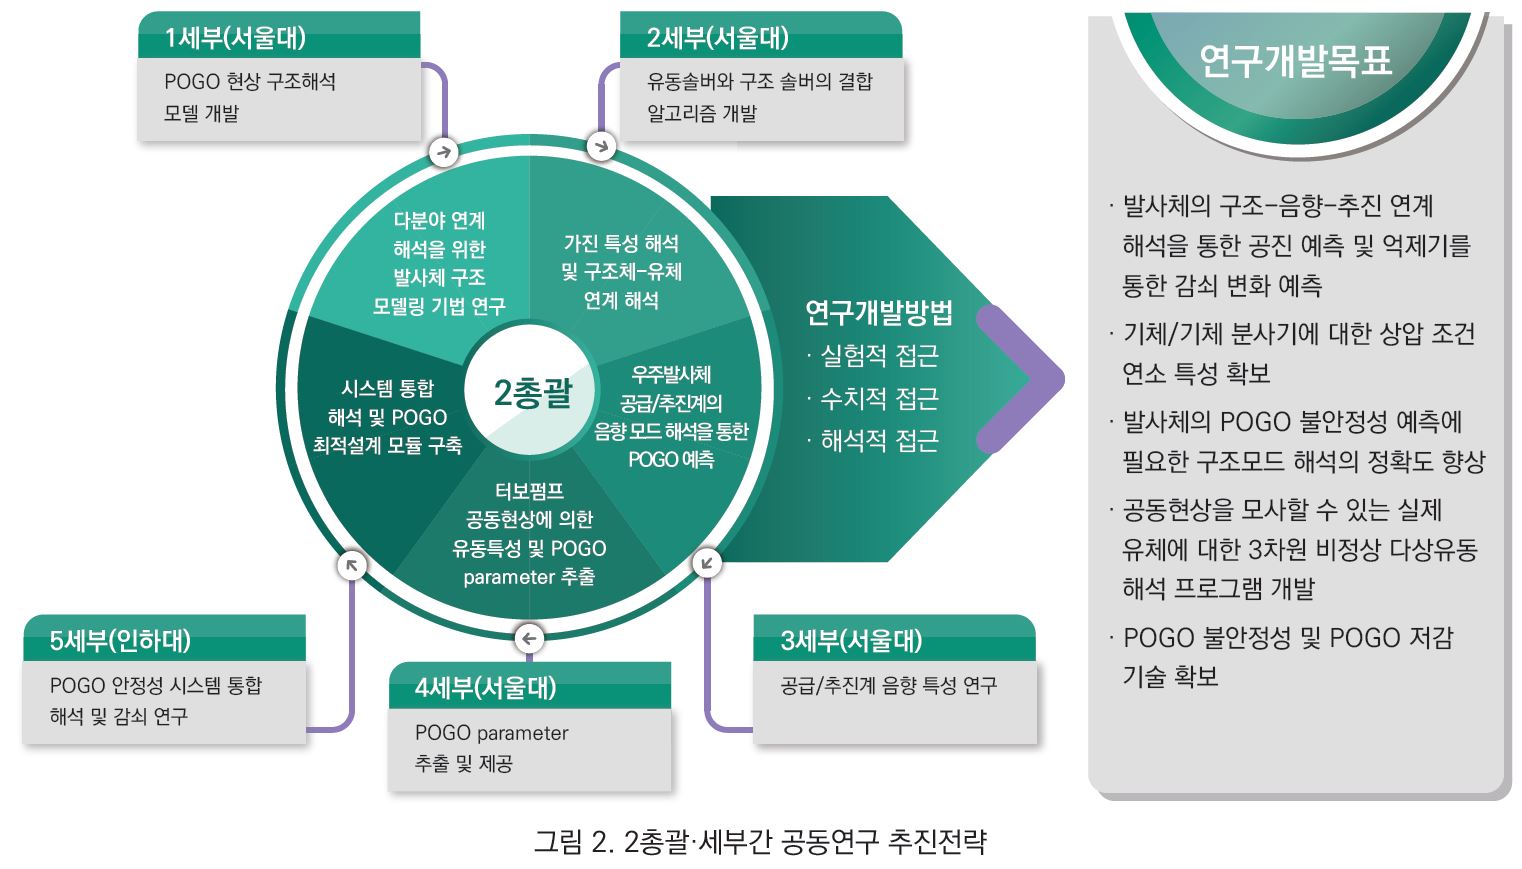 1세부(서울대)
POGO 현상 구조해석
모델 개발
2세부(서울대)
유동솔버와 구조 솔버의 결합
알고리즘 개발
다분야 연계
해석을 위한
발사체 구조
모델링 기법 연구
가진 특성 해석
및 구조체-유체
연계 해석
우주발사체
공급/추진계의
음향 모드 해석을 통한
POGO 예측
터보펌프
공동현상에 의한
유동특성 및 POGO
parameter 추출
시스템 통합
해석 및 POGO
최적설계 모듈 구축
2총괄
연구개발방법
· 실험적 접근
· 수치적 접근
· 해석적 접근
5세부(인하대)
POGO 안정성 시스템 통합
해석 및 감쇠 연구
4세부(서울대)
POGO parameter
추출 및 제공
3세부(서울대)
공급/추진계 음향 특성 연구
연구개발목표
· 발사체의 구조-음향-추진 연계
해석을 통한 공진 예측 및 억제기를
통한 감쇠 변화 예측
· 기체/기체 분사기에 대한 상압 조건
연소 특성 확보
· 발사체의 POGO 불안정성 예측에
필요한 구조모드 해석의 정확도 향상
· 공동현상을 모사할 수 있는 실제
유체에 대한 3차원 비정상 다상유동
해석 프로그램 개발
· POGO 불안정성 및 POGO 저감
기술 확보
그림 2. 2총괄·세부간 공동연구 추진전략